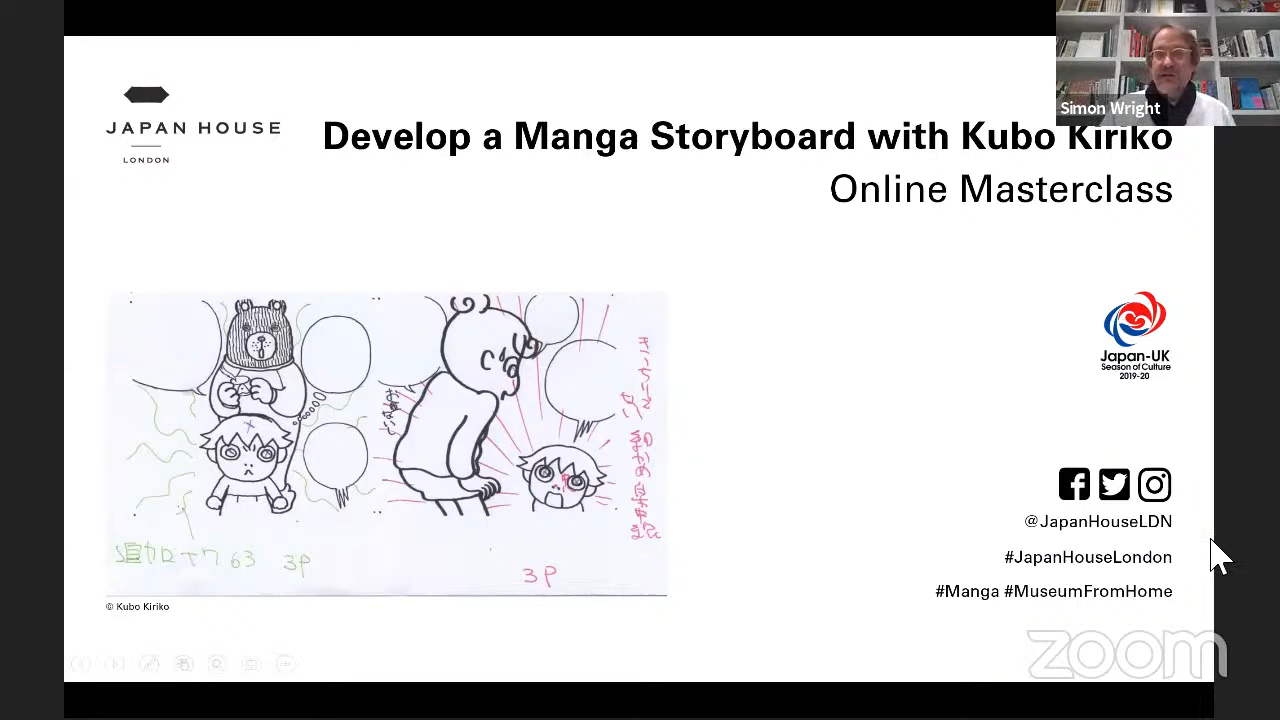 Simon Wright
JAPAN HOUSE
LONDON
Develop a Manga Storyboard with Kubo Kiriko
Online Masterclass
Japan-UK
Season of Culture
2019-20
63 3P
3P
© Kubo Kiriko
@JapanHouseLDN
#JapanHouseLondon
#Manga #MuseumFromHome
zoom